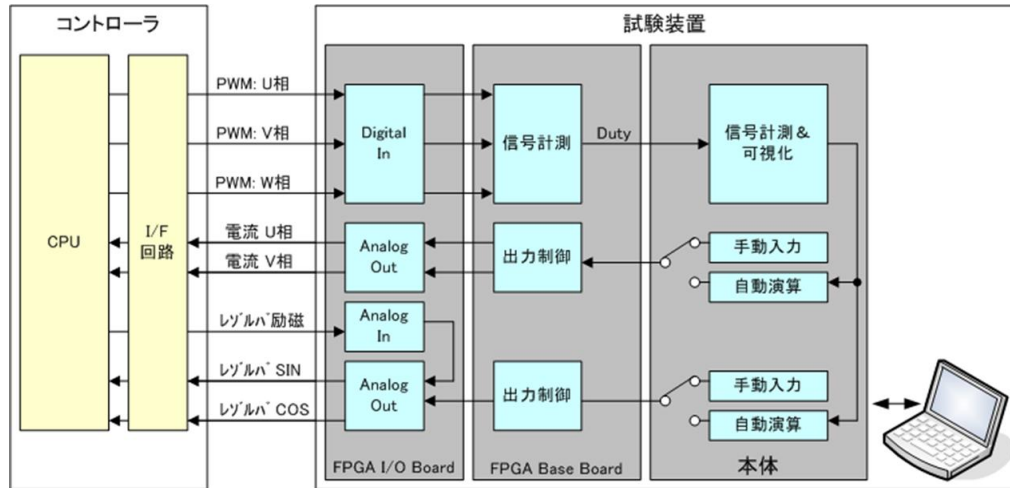 コントローラ
試験装置
PWM: U相
PWM: V相
PWM: W相
電流 U相
電流 V相
ﾚｿﾞﾙﾊﾞ励磁
ﾚｿﾞﾙﾊﾞ SIN
ﾚｿﾞﾙﾊﾞ COS
CPU
I/F
回路
Digital
In
Analog
Out
Analog
In
Analog
Out
FPGA I/O Board
信号計測
Duty
出力制御
出力制御
FPGA Base Board
信号計測&
可視化
手動入力
自動演算
手動入力
自動演算
本体